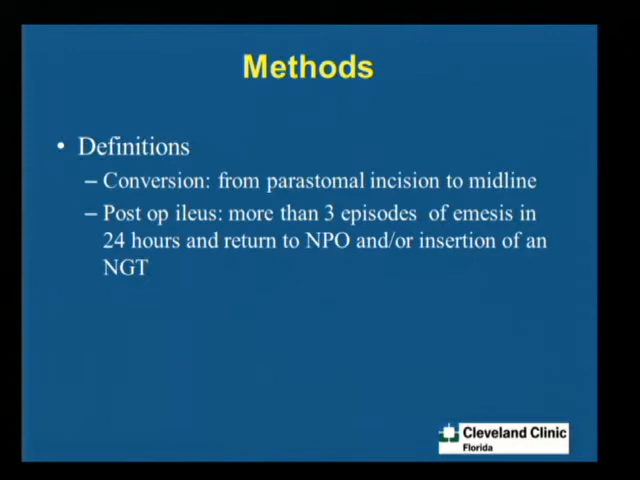 Methods
• Definitions
– Conversion: from parastomal incision to midline
– Post op ileus: more than 3 episodes of emesis in
24 hours and return to NPO and/or insertion of an
NGT
Cleveland Clinic
Florida